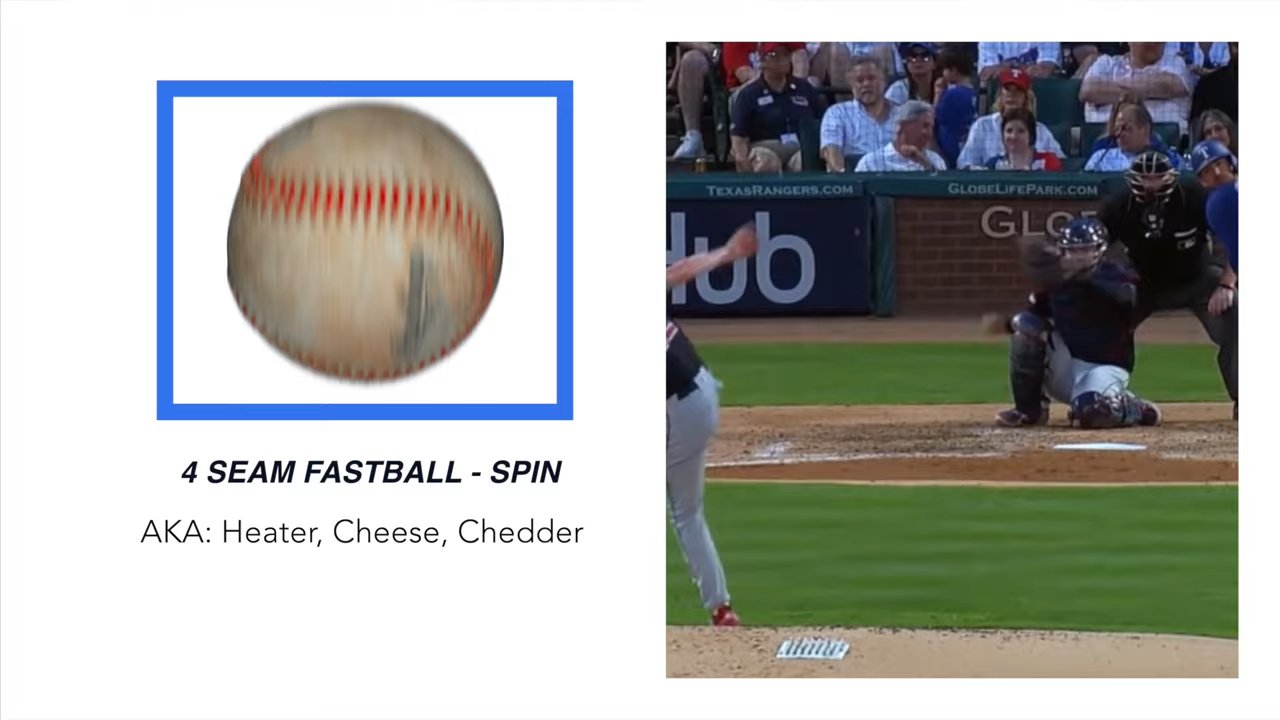 4 SEAM FASTBALL - SPIN
AKA: Heater, Cheese, Chedder
TEXASRANGERS.COM
GLOBELIFEPARK.COM
GLO
Hub